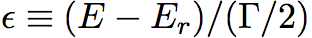 ϵ ≡ (E − E_r)/(Γ/2)